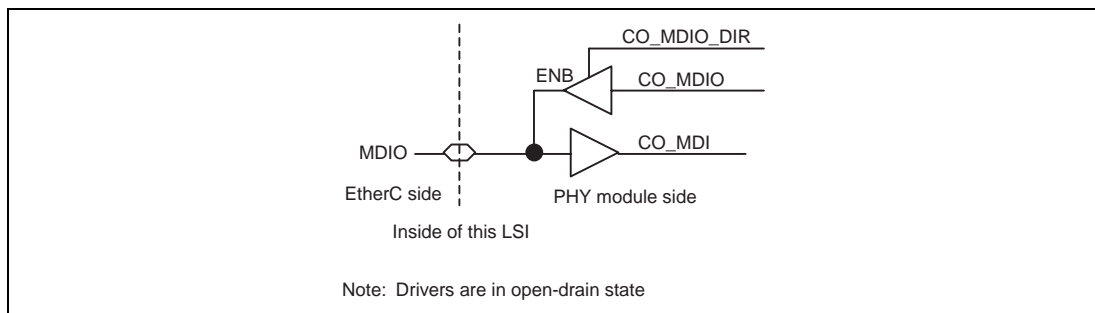 CO_MDIO_DIR
ENB
CO_MDIO
CO_MDI
MDIO
EtherC side
PHY module side
Inside of this LSI
Note: Drivers are in open-drain state